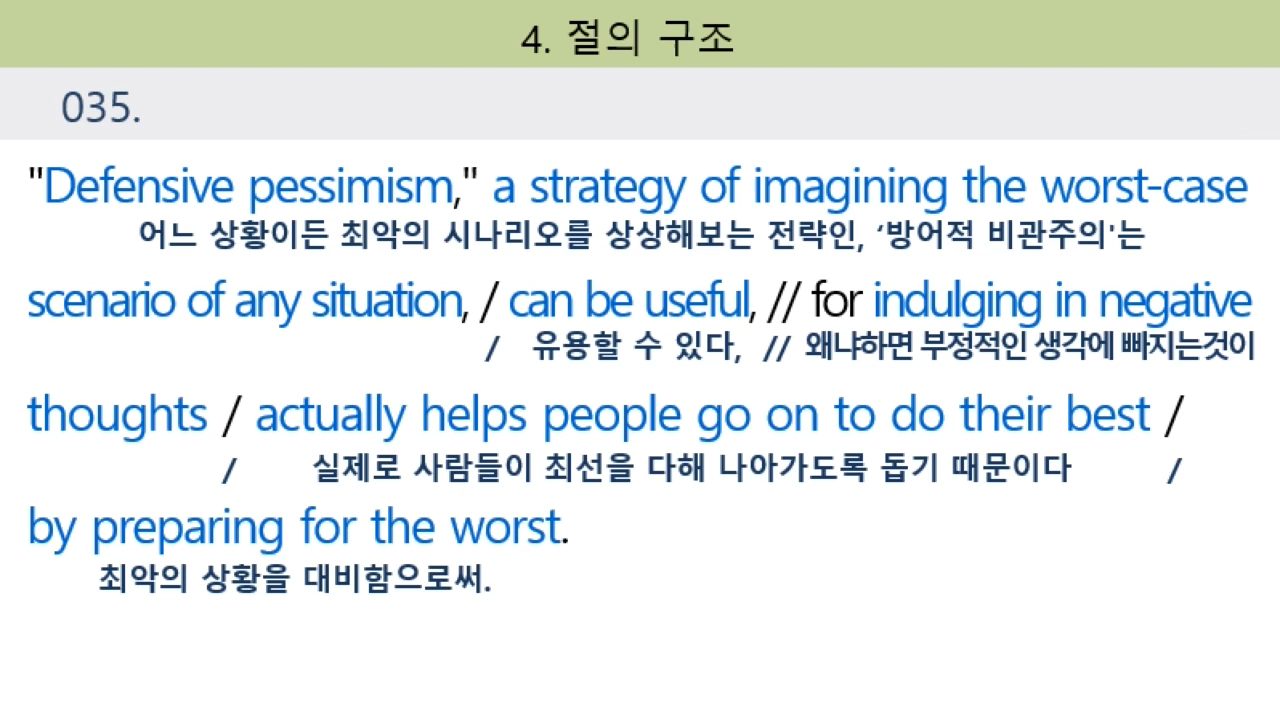 4. 절의 구조
035.
"Defensive pessimism," a strategy of imagining the worst-case
어느 상황이든 최악의 시나리오를 상상해보는 전략인, ‘방어적 비관주의'는
scenario of any situation, / can be useful, // for indulging in negative
/ 유용할 수 있다, // 왜냐하면 부정적인 생각에 빠지는것이
thoughts / actually helps people go on to do their best /
/ 실제로 사람들이 최선을 다해 나아가도록 돕기 때문이다 /
by preparing for the worst.
최악의 상황을 대비함으로써.